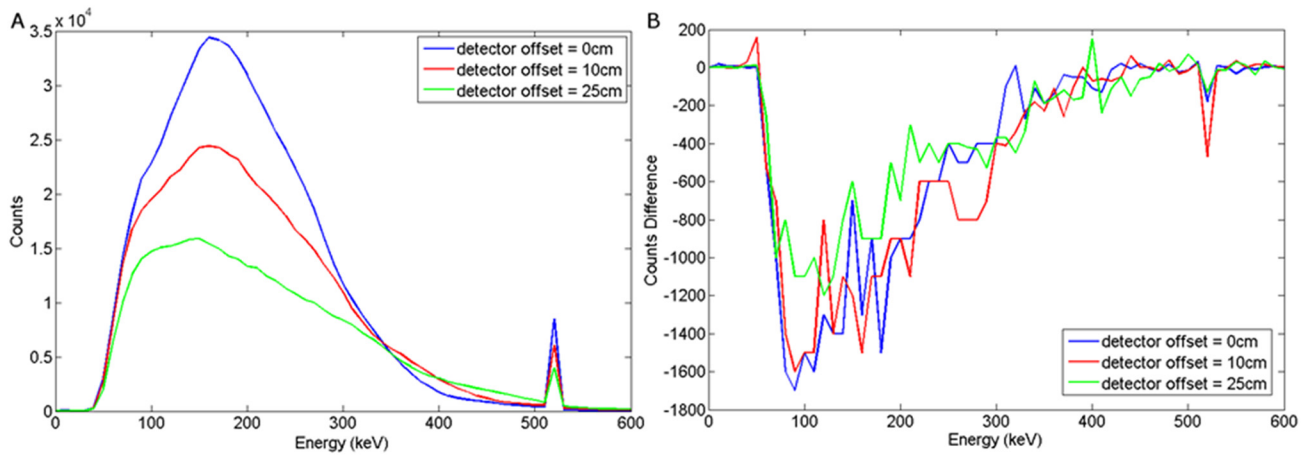 A
3.5 x 10⁴
3
2.5
2
1.5
1
0.5
0
Counts
0 100 200 300 400 500 600
Energy (keV)
detector offset = 0cm
detector offset = 10cm
detector offset = 25cm
B
200
0
-200
-400
-600
-800
-1000
-1200
-1400
-1600
-1800
Counts Difference
0 100 200 300 400 500 600
Energy (keV)
detector offset = 0cm
detector offset = 10cm
detector offset = 25cm